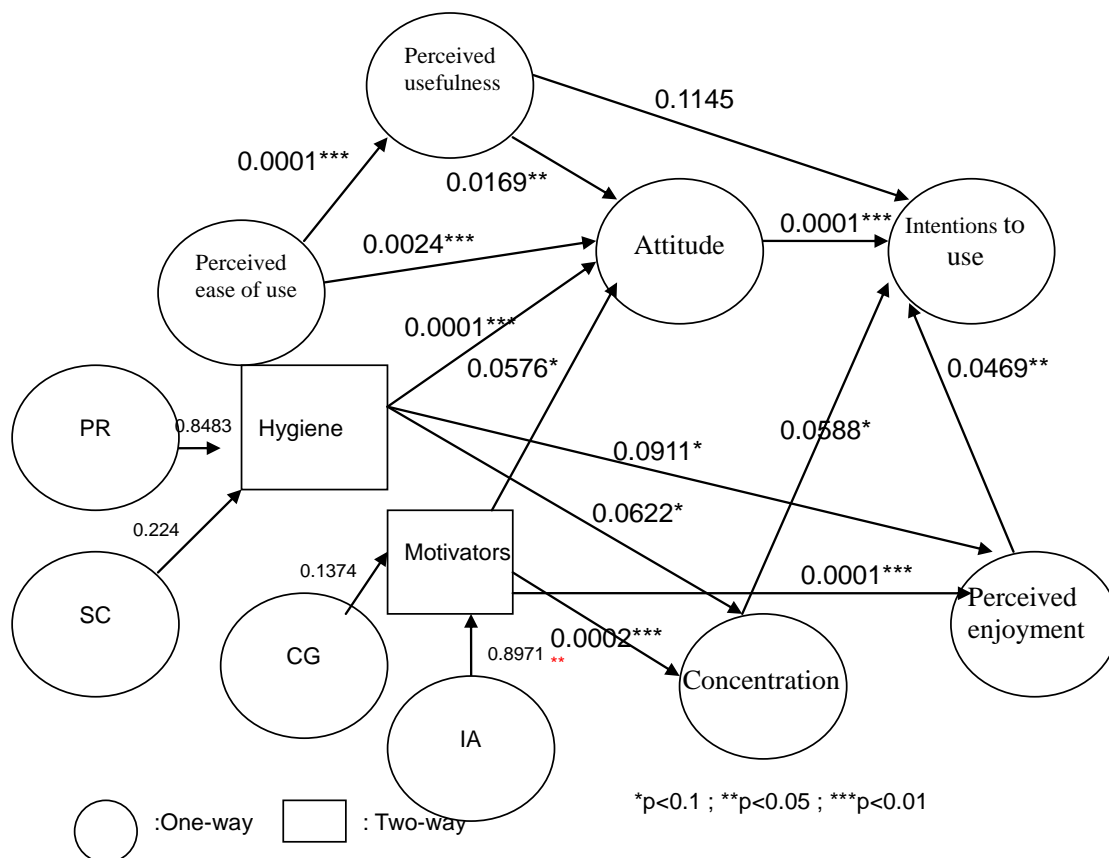 Perceived
usefulness
0.1145
0.0001***
0.0169**
Perceived
ease of use
0.0024***
Attitude
0.0001***
Intentions to
use
0.0001***
0.0576*
0.0469**
PR
0.8483
Hygiene
0.0588*
0.0911*
0.0622*
0.224
Motivators
0.1374
0.0001***
SC
CG
0.8971
**
0.0002***
Perceived
enjoyment
Concentration
IA
*p<0.1 ; **p<0.05 ; ***p<0.01
:One-way
: Two-way